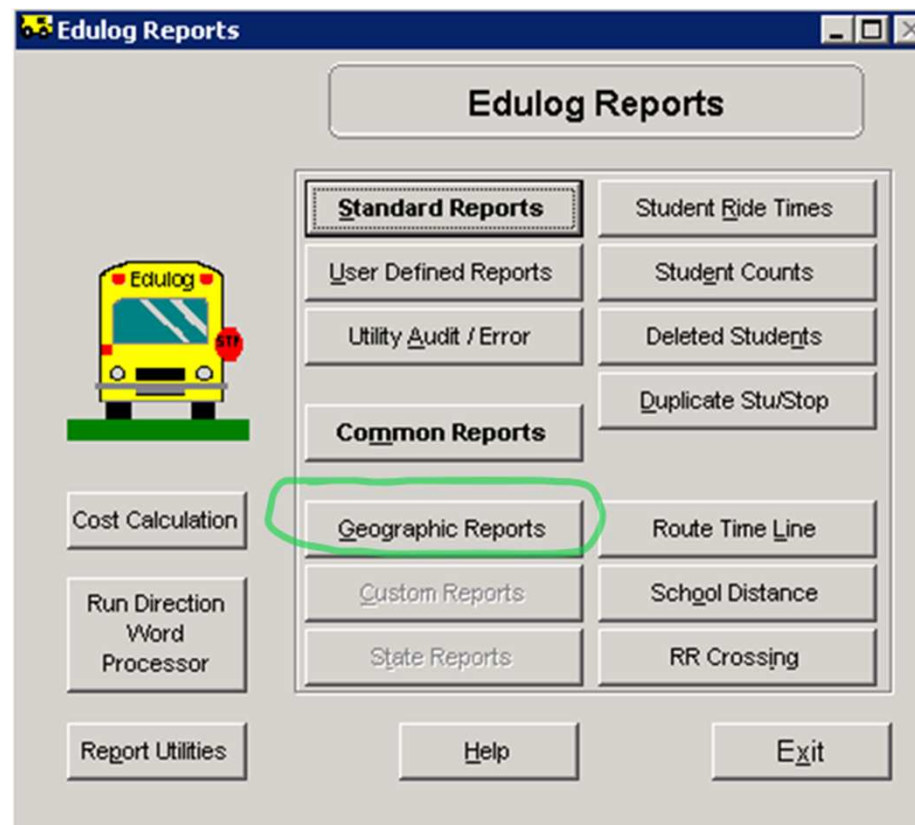 Edulog Reports
Edulog Reports
Standard Reports
Student Ride Times
User Defined Reports
Student Counts
Edulog
Utility Audit / Error
Deleted Students
Duplicate Stu/Stop
Common Reports
Cost Calculation
Geographic Reports
Route Time Line
Run Direction
Word
Processor
Custom Reports
School Distance
State Reports
RR Crossing
Report Utilities
Help
Exit